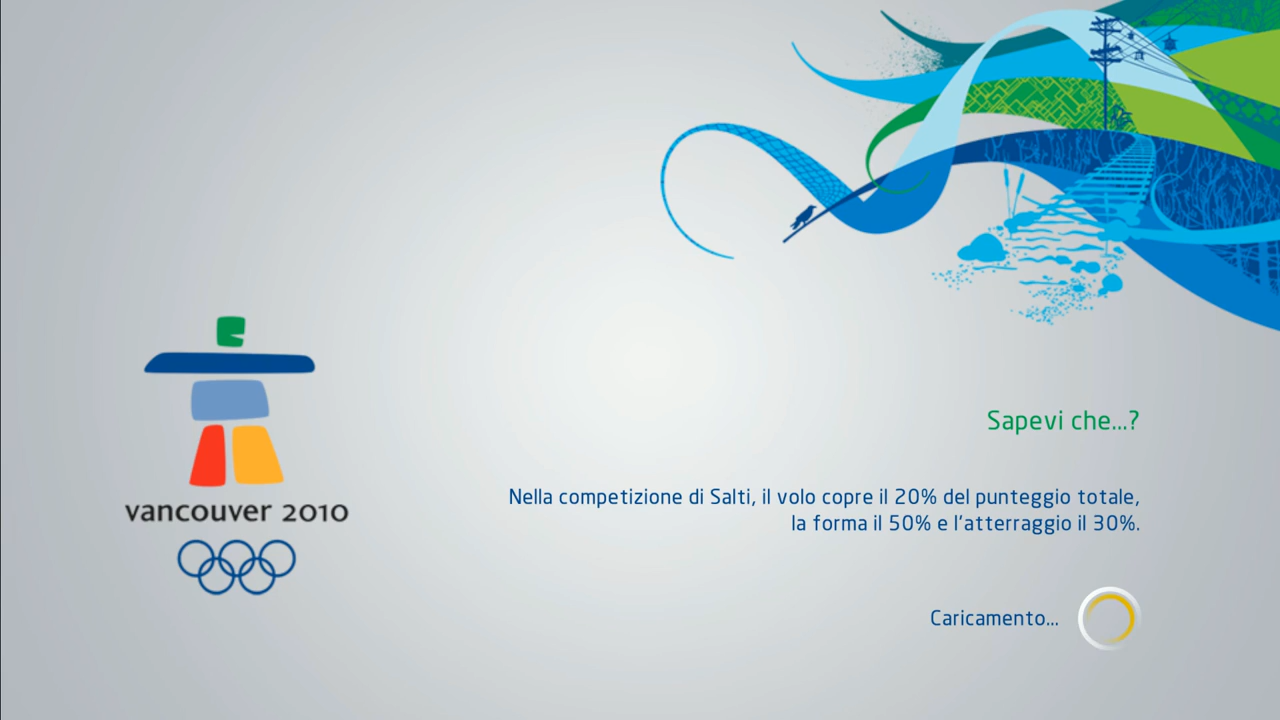 vancouver 2010
Sapevi che...?
Nella competizione di Salti, il volo copre il 20% del punteggio totale,
la forma il 50% e l'atterraggio il 30%.
Caricamento...